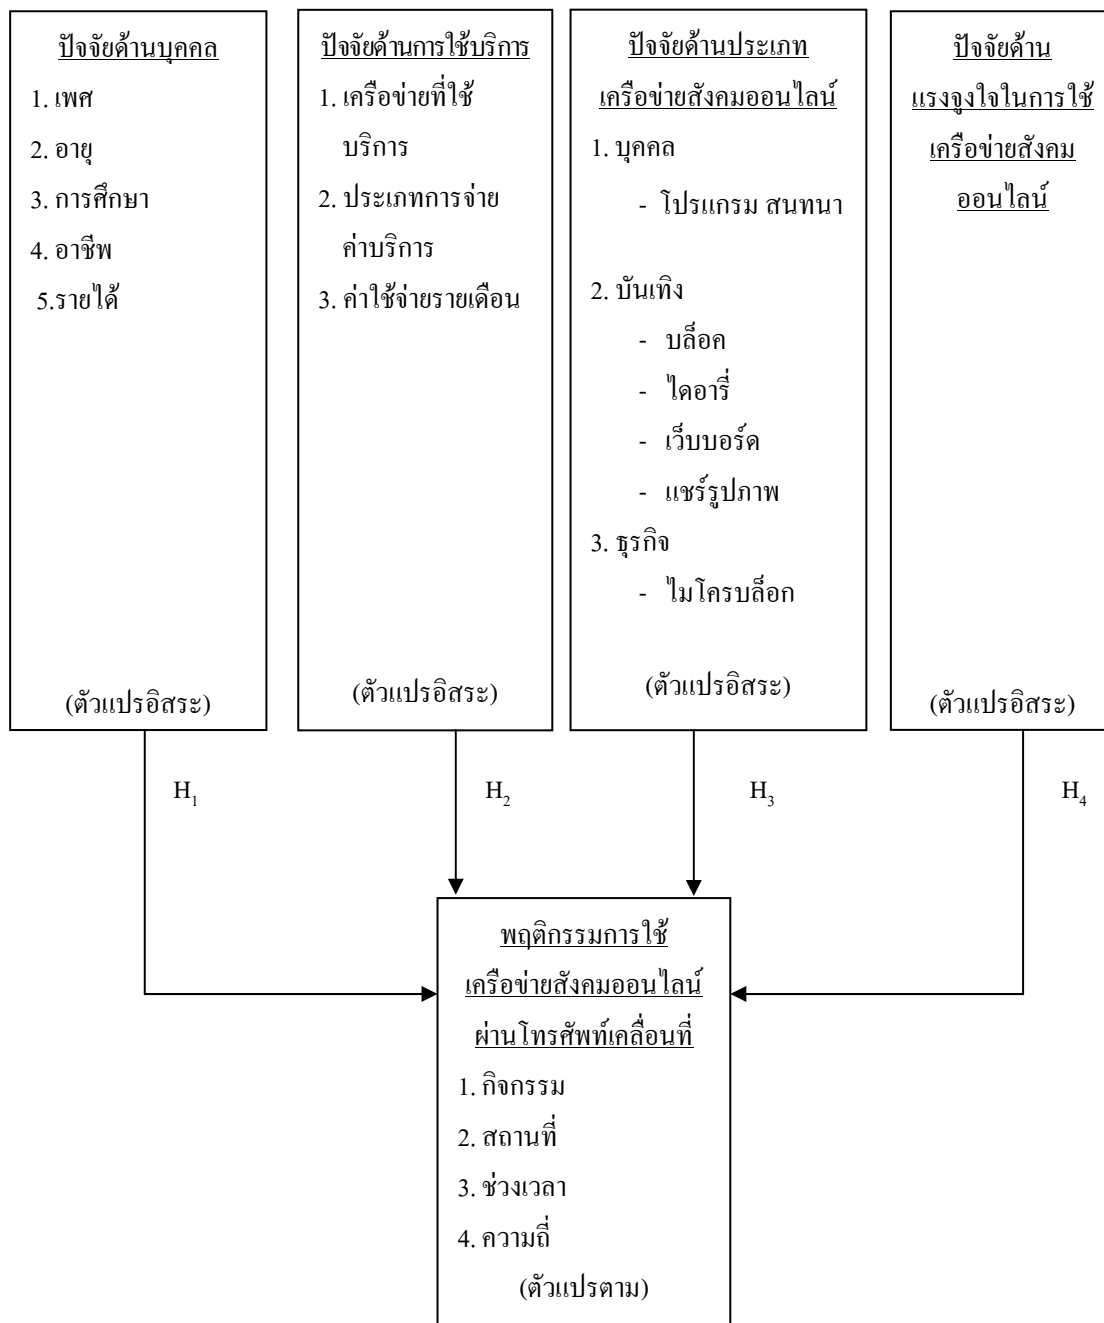 ปัจจัยด้านบุคคล
1. เพศ
2. อายุ
3. การศึกษา
4. อาชีพ
5.รายได้
(ตัวแปรอิสระ)
ปัจจัยด้านการใช้บริการ
1. เครือข่ายที่ใช้
บริการ
2. ประเภทการจ่าย
ค่าบริการ
3. ค่าใช้จ่ายรายเดือน
(ตัวแปรอิสระ)
ปัจจัยด้านประเภท
เครือข่ายสังคมออนไลน์
1. บุคคล
- โปรแกรม สนทนา
2. บันเทิง
- บล็อค
- ไดอารี่
- เว็บบอร์ด
- แชร์รูปภาพ
3. ธุรกิจ
- ไมโครบล็อก
(ตัวแปรอิสระ)
ปัจจัยด้าน
แรงจูงใจในการใช้
เครือข่ายสังคม
ออนไลน์
(ตัวแปรอิสระ)
H₁
H₂
H₃
H₄
พฤติกรรมการใช้
เครือข่ายสังคมออนไลน์
ผ่านโทรศัพท์เคลื่อนที่
1. กิจกรรม
2. สถานที่
3. ช่วงเวลา
4. ความถี่
(ตัวแปรตาม)